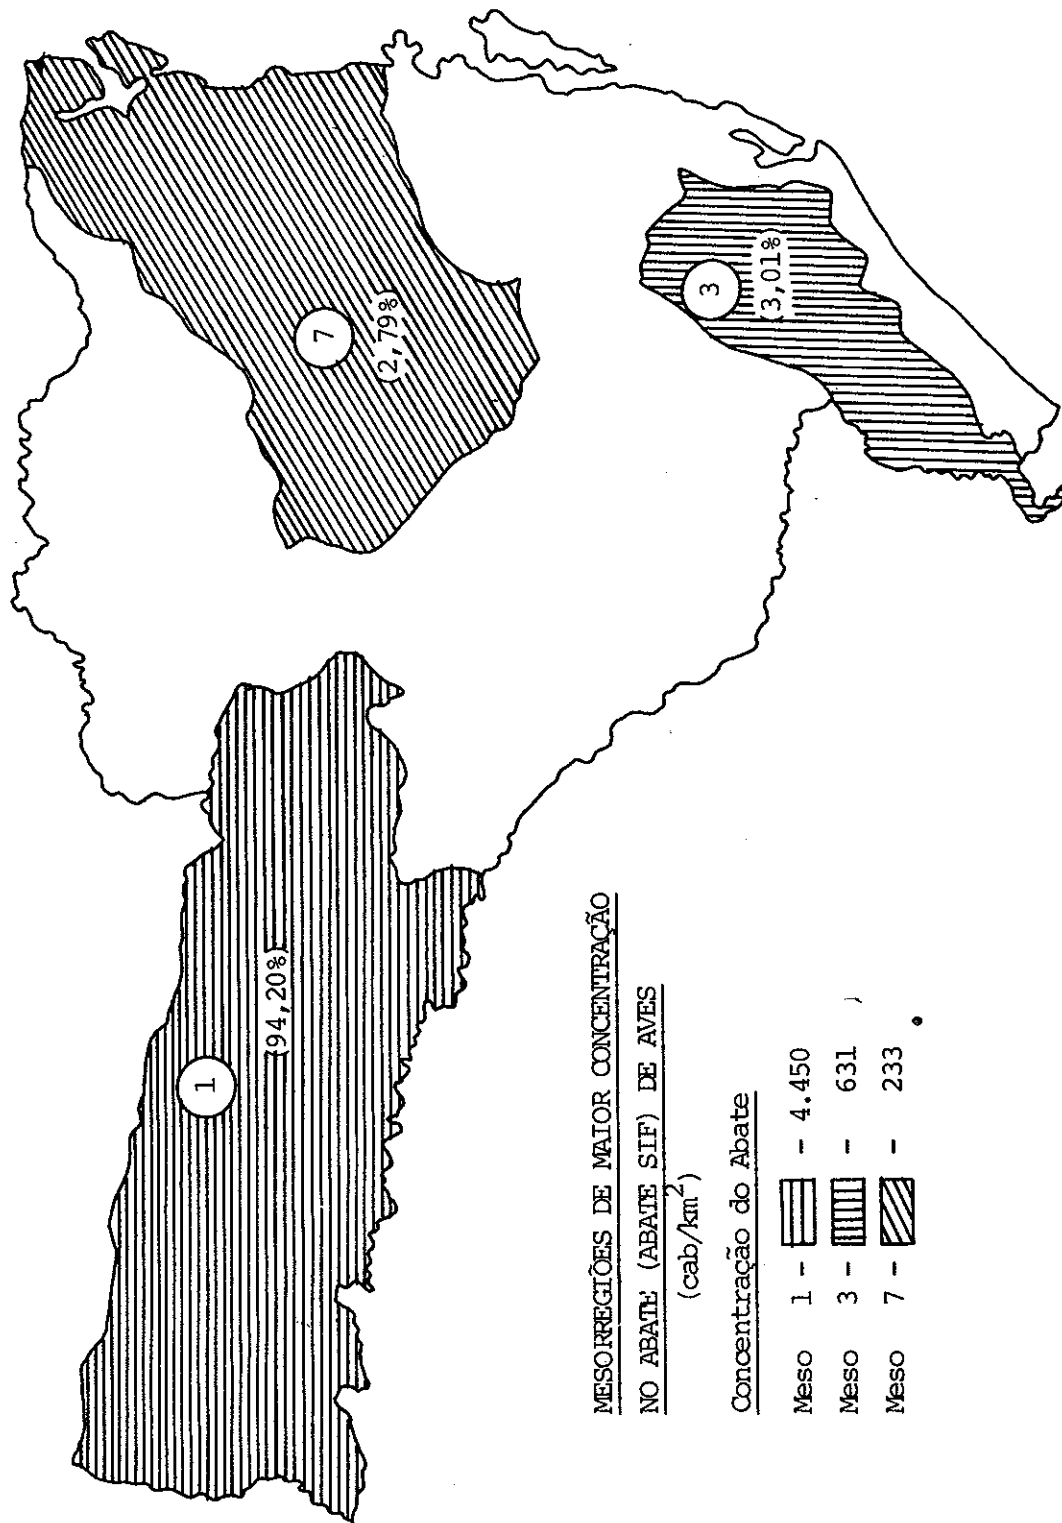 1
(94,20%)
7
(2,79%)
3
(3,01%)
MESORREGIÕES DE MAIOR CONCENTRAÇÃO
NO ABATE (ABATE SIF) DE AVES
(cab/km²)
Concentração do Abate
Meso 1 - - 4.450
Meso 3 - - 631
Meso 7 - - 233